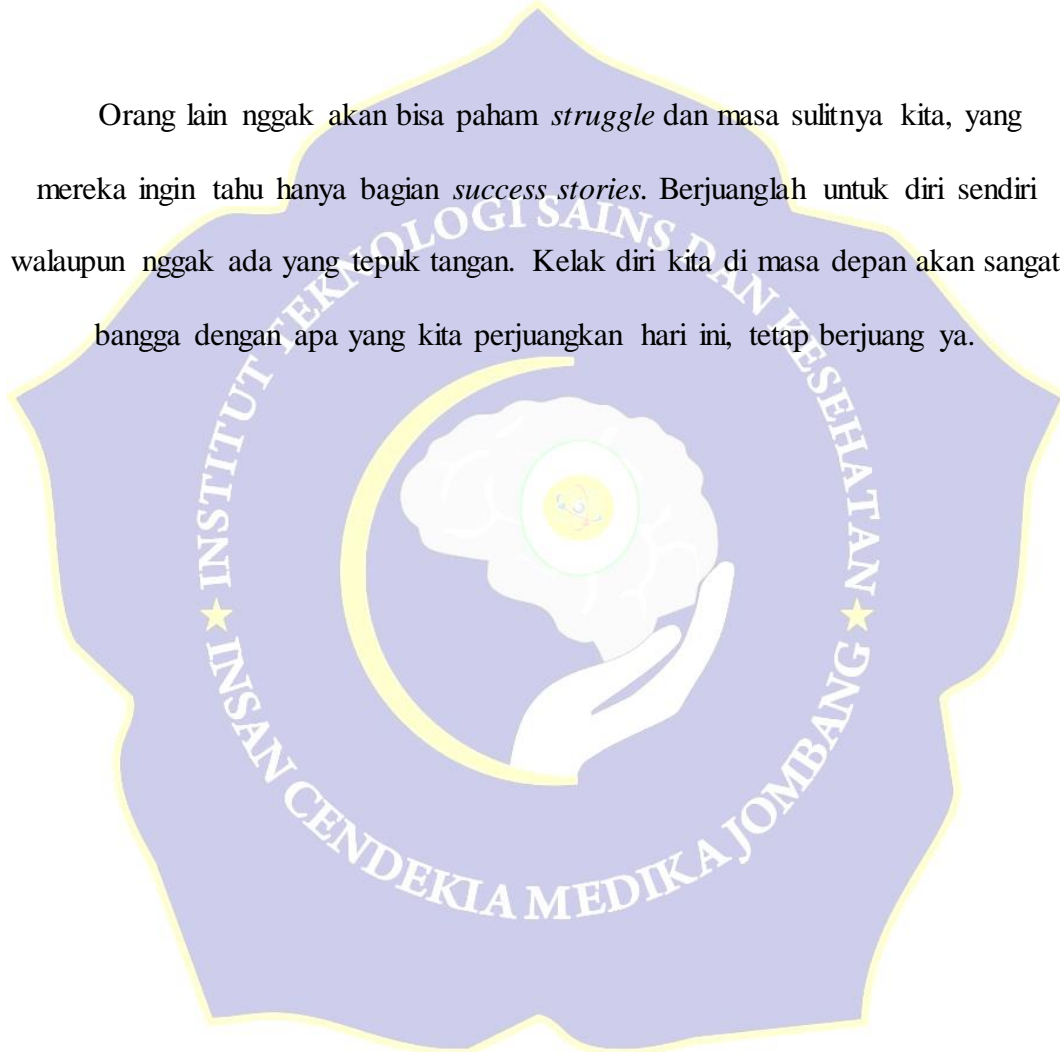 Orang lain nggak akan bisa paham struggle dan masa sulitnya kita, yang
mereka ingin tahu hanya bagian success stories. Berjuanglah untuk diri sendiri
walaupun nggak ada yang tepuk tangan. Kelak diri kita di masa depan akan sangat
bangga dengan apa yang kita perjuangkan hari ini, tetap berjuang ya.
INSTITUT TEKNOLOGI SAINS DAN KESEHATAN
INSAN CENDEKIA MEDIKA JOMBANG